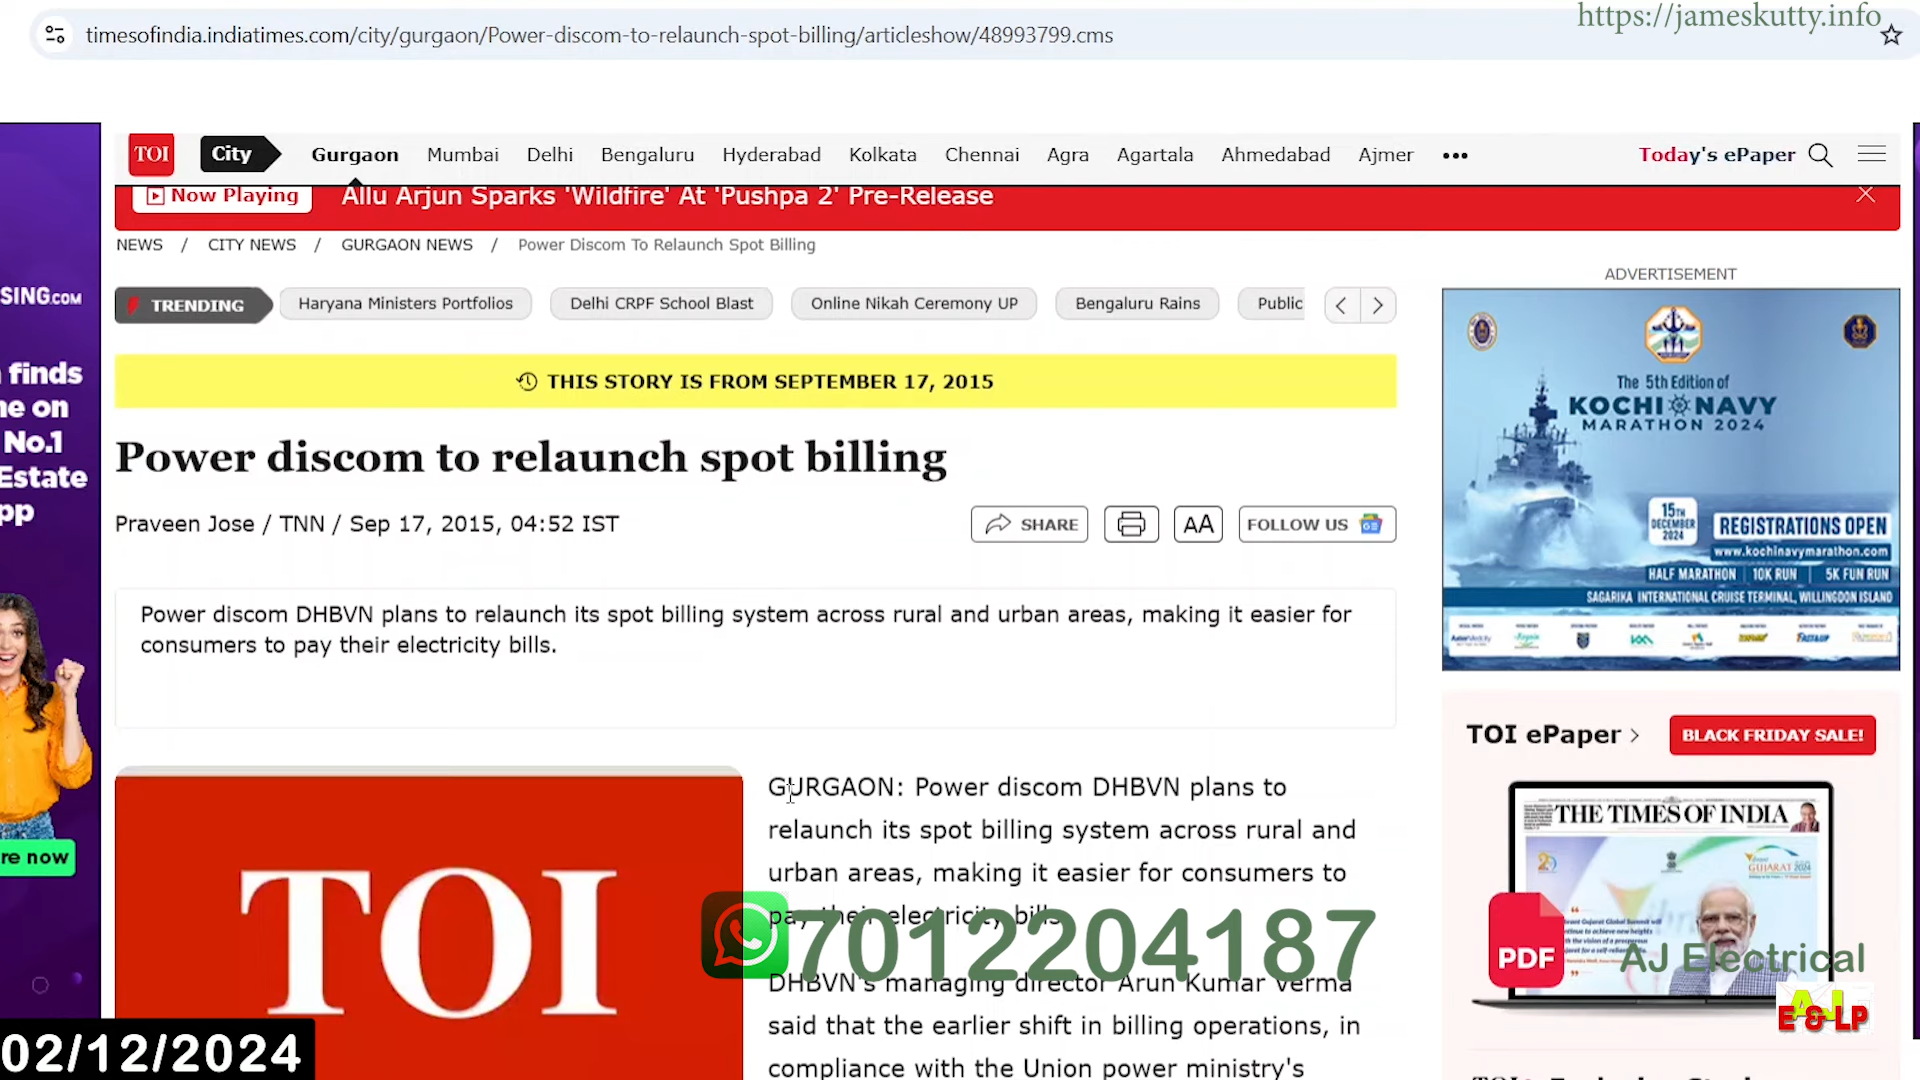 https://jameskutty.info
timesofindia.indiatimes.com/city/gurgaon/Power-discom-to-relaunch-spot-billing/articleshow/48993799.cms
TOI City Gurgaon Mumbai Delhi Bengaluru Hyderabad Kolkata Chennai Agra Agartala Ahmedabad Ajmer ••• Today's ePaper
Now Playing Allu Arjun Sparks 'Wildfire' At 'Pushpa 2' Pre-Release
NEWS / CITY NEWS / GURGAON NEWS / Power Discom To Relaunch Spot Billing
TRENDING Haryana Ministers Portfolios Delhi CRPF School Blast Online Nikah Ceremony UP Bengaluru Rains Public
THIS STORY IS FROM SEPTEMBER 17, 2015
Power discom to relaunch spot billing
Praveen Jose / TNN / Sep 17, 2015, 04:52 IST
SHARE AA FOLLOW US
Power discom DHBVN plans to relaunch its spot billing system across rural and urban areas, making it easier for
consumers to pay their electricity bills.
TOI
GURGAON: Power discom DHBVN plans to
relaunch its spot billing system across rural and
urban areas, making it easier for consumers to
pay their electricity bills.
7012204187
DHBVN's managing director Arun Kumar Verma
said that the earlier shift in billing operations, in
compliance with the Union power ministry's
SING.COM
finds
ne on
No.1
Estate
pp
re now
02/12/2024
ADVERTISEMENT
The 5th Edition of
KOCHI NAVY
MARATHON 2024
15TH
DECEMBER
2024
REGISTRATIONS OPEN
www.kochinavymarathon.com
HALF MARATHON | 10K RUN | 5K FUN RUN
SAGARIKA INTERNATIONAL CRUISE TERMINAL, WILLINGDON ISLAND
TOI ePaper BLACK FRIDAY SALE!
THE TIMES OF INDIA
PDF
AJ Electrical
AJ
E & LP